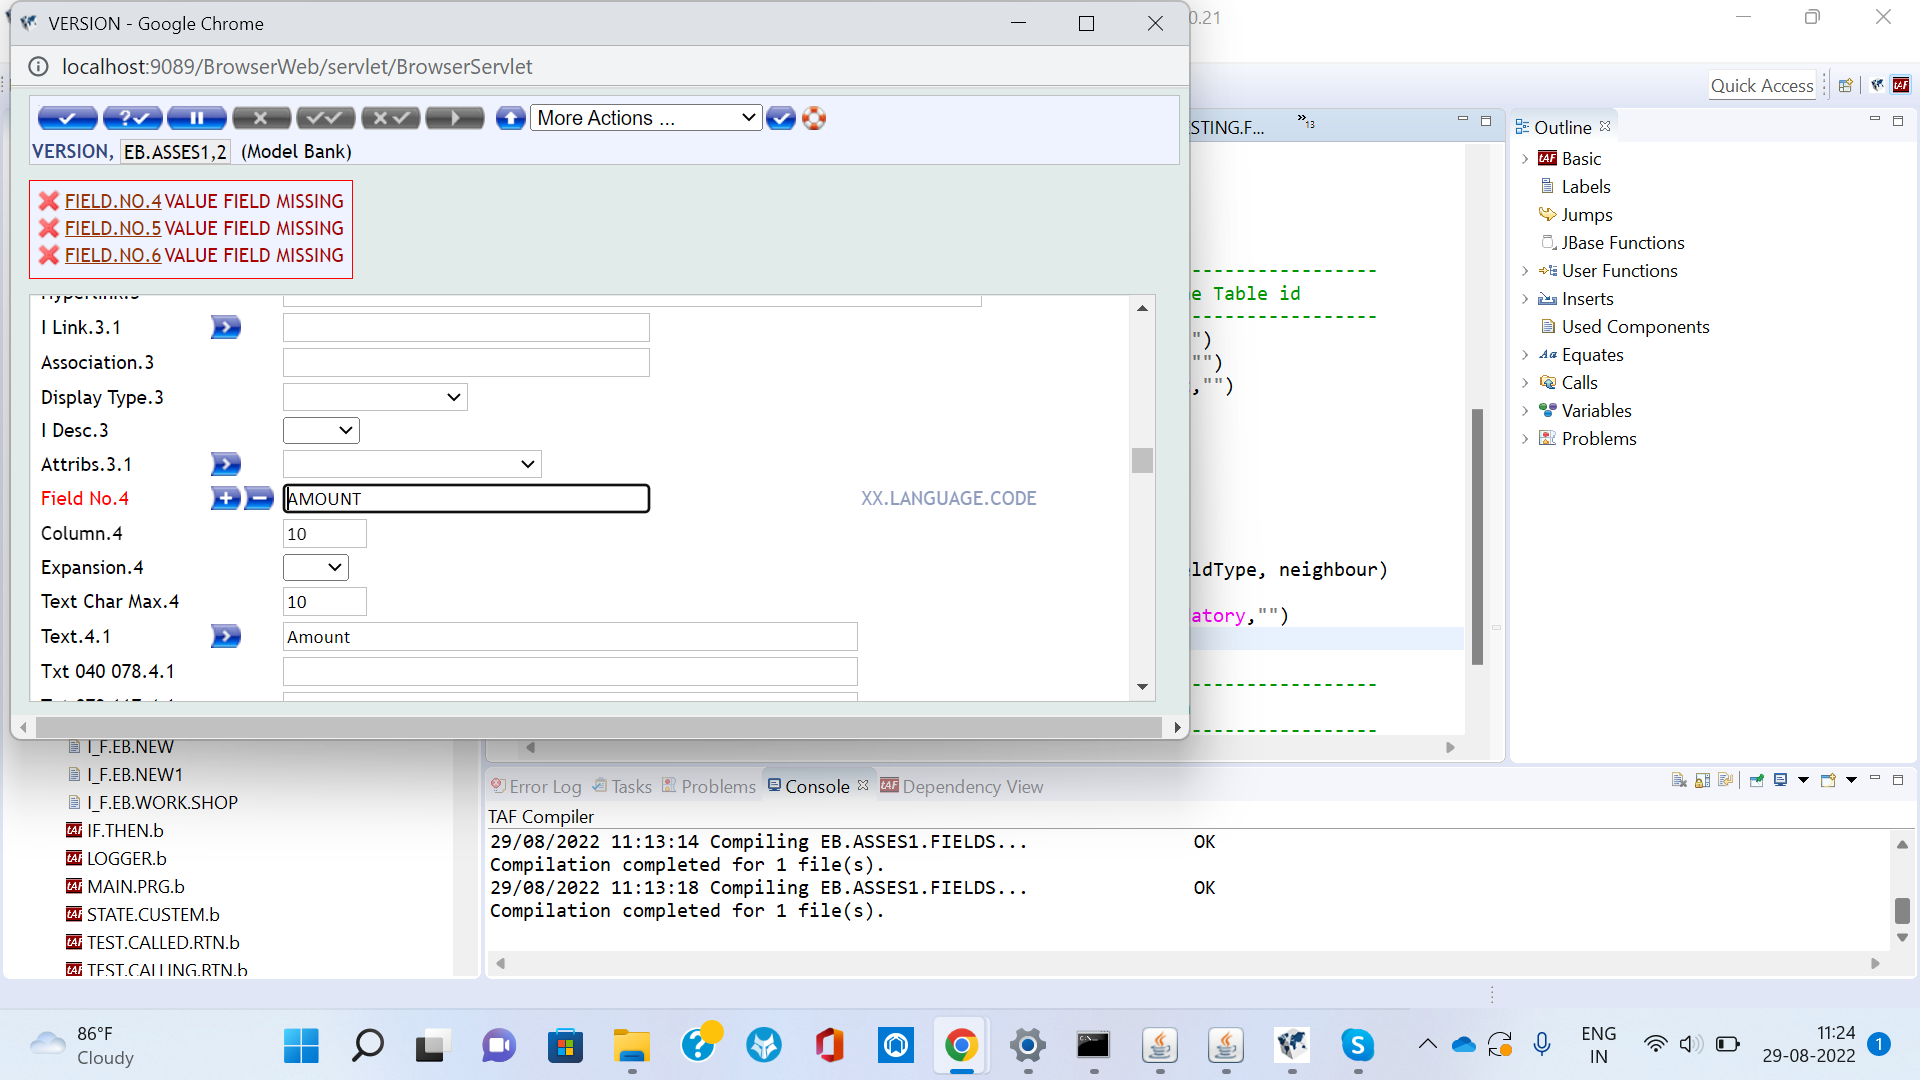 VERSION - Google Chrome
localhost:9089/BrowserWeb/servlet/BrowserServlet
More Actions ...
VERSION, EB.ASSES1,2 (Model Bank)
FIELD.NO.4 VALUE FIELD MISSING
FIELD.NO.5 VALUE FIELD MISSING
FIELD.NO.6 VALUE FIELD MISSING
I Link.3.1
Association.3
Display Type.3
I Desc.3
Attribs.3.1
Field No.4 AMOUNT XX.LANGUAGE.CODE
Column.4 10
Expansion.4
Text Char Max.4 10
Text.4.1 Amount
Txt 040 078.4.1
0.21
Quick Access
STING.F... »13
--------------------
e Table id
--------------------
")
"")
,"")
ldType, neighbour)
atory,"")
--------------------
--------------------
Outline
Basic
Labels
Jumps
JBase Functions
User Functions
Inserts
Used Components
Equates
Calls
Variables
Problems
I_F.EB.NEW
I_F.EB.NEW1
I_F.EB.WORK.SHOP
IF.THEN.b
LOGGER.b
MAIN.PRG.b
STATE.CUSTEM.b
TEST.CALLED.RTN.b
TEST.CALLING.RTN.b
Error Log Tasks Problems Console Dependency View
TAF Compiler
29/08/2022 11:13:14 Compiling EB.ASSES1.FIELDS... OK
Compilation completed for 1 file(s).
29/08/2022 11:13:18 Compiling EB.ASSES1.FIELDS... OK
Compilation completed for 1 file(s).
86°F
Cloudy
ENG
IN
11:24
29-08-2022
1